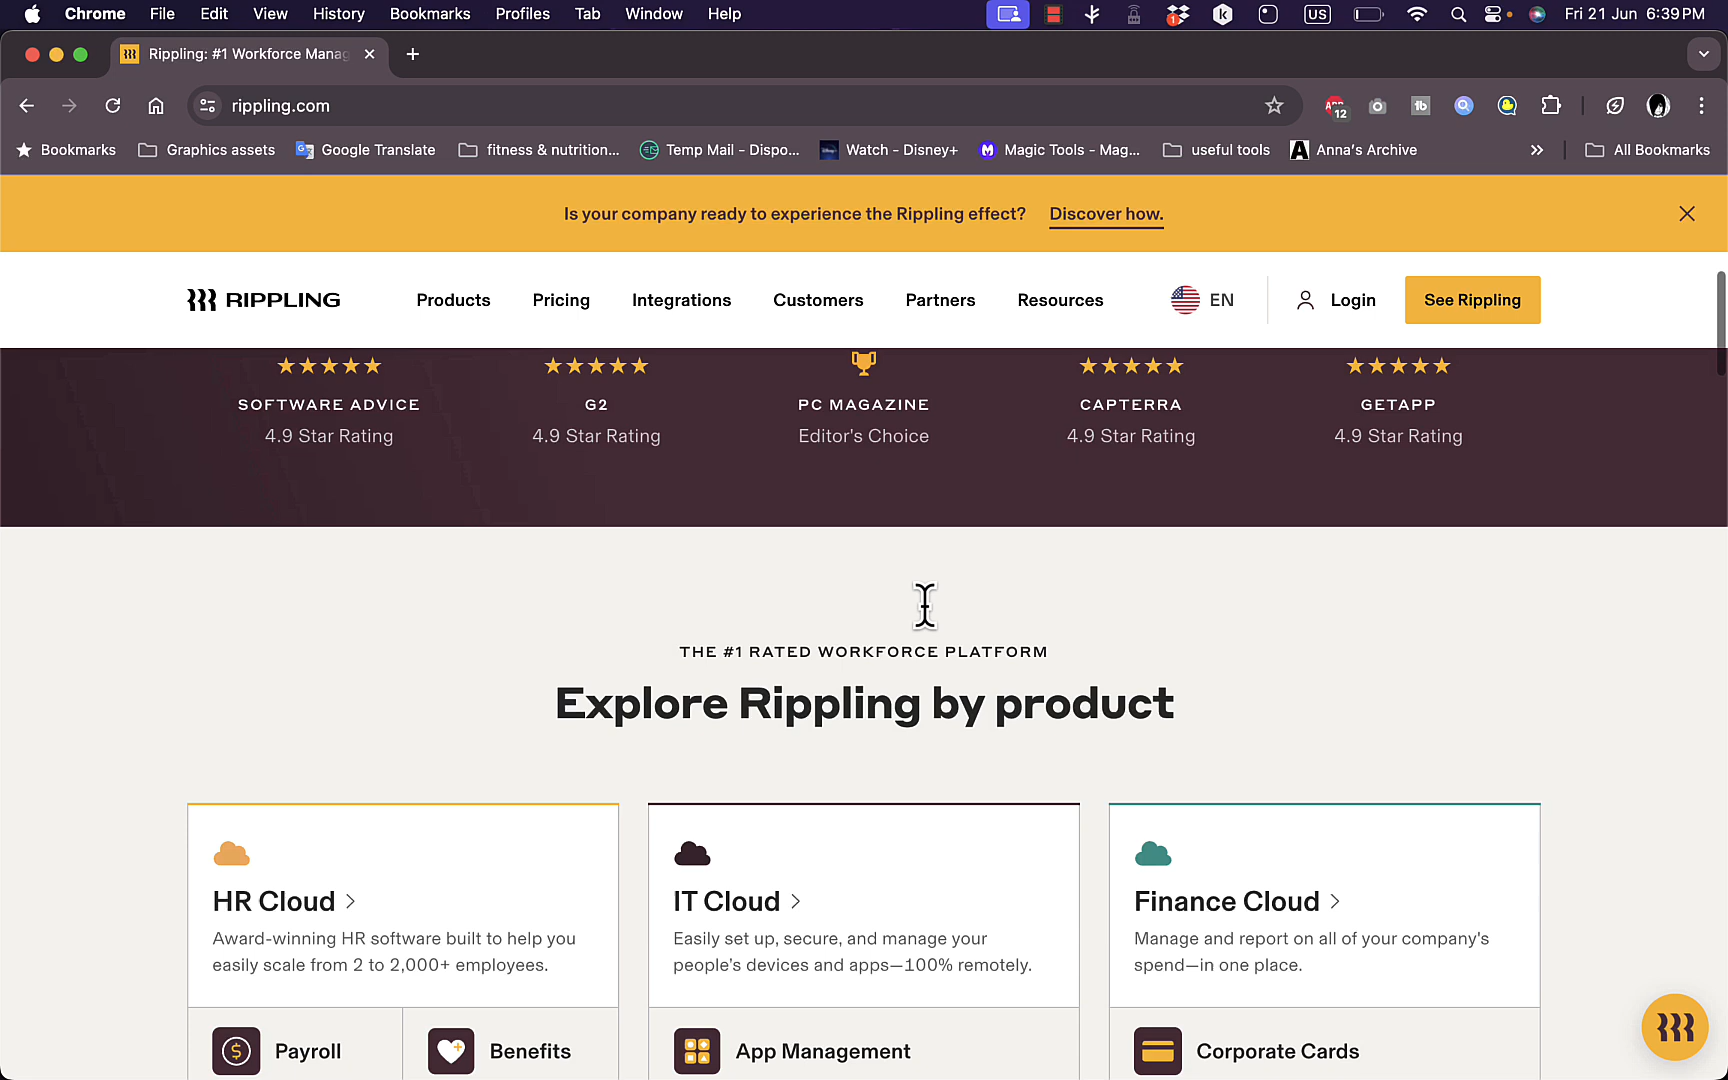 Chrome File Edit View History Bookmarks Profiles Tab Window Help 1 US Fri 21 Jun 6:39 PM
Rippling: #1 Workforce Manag
rippling.com ABP 12 tb
Bookmarks Graphics assets Google Translate fitness & nutrition... Temp Mail - Dispo... Watch - Disney+ Magic Tools - Mag... useful tools Anna's Archive All Bookmarks
Is your company ready to experience the Rippling effect? Discover how.
RIPPLING Products Pricing Integrations Customers Partners Resources EN Login See Rippling
SOFTWARE ADVICE G2 PC MAGAZINE CAPTERRA GETAPP
4.9 Star Rating 4.9 Star Rating Editor's Choice 4.9 Star Rating 4.9 Star Rating
THE #1 RATED WORKFORCE PLATFORM
Explore Rippling by product
HR Cloud IT Cloud Finance Cloud
Award-winning HR software built to help you Easily set up, secure, and manage your Manage and report on all of your company's
easily scale from 2 to 2,000+ employees. people's devices and apps—100% remotely. spend—in one place.
Payroll Benefits App Management Corporate Cards